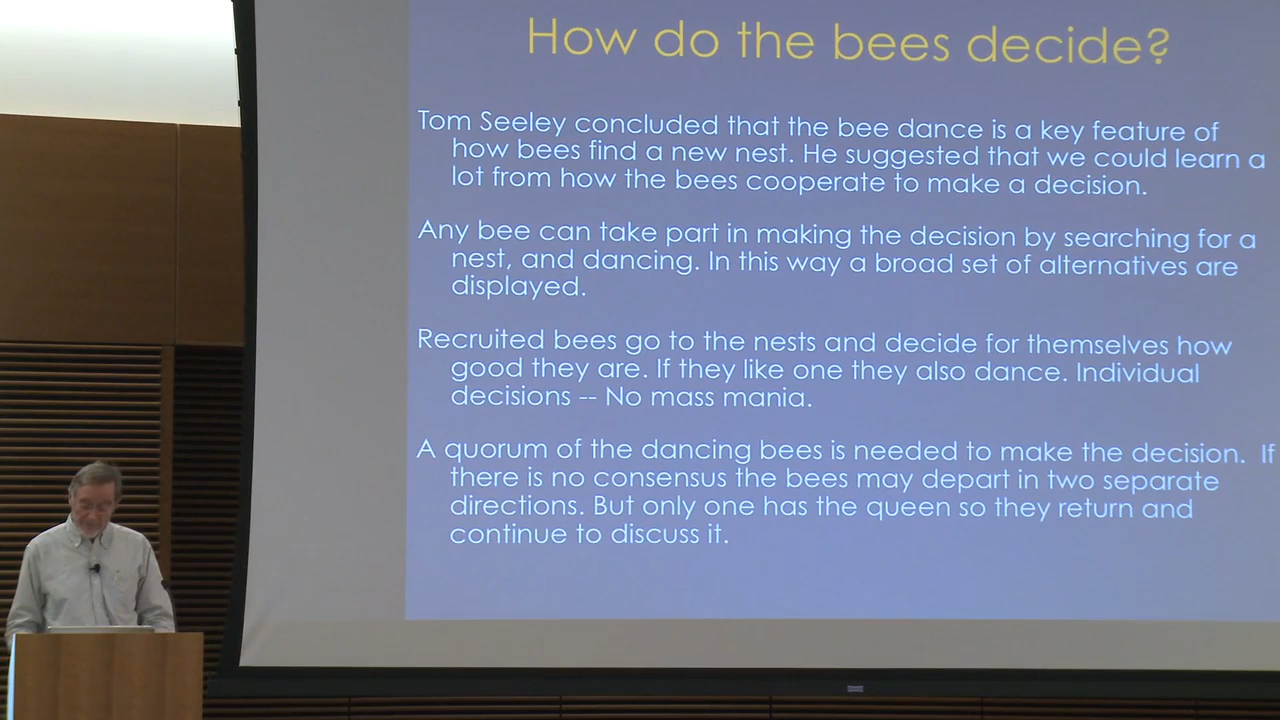 How do the bees decide?
Tom Seeley concluded that the bee dance is a key feature of
how bees find a new nest. He suggested that we could learn a
lot from how the bees cooperate to make a decision.
Any bee can take part in making the decision by searching for a
nest, and dancing. In this way a broad set of alternatives are
displayed.
Recruited bees go to the nests and decide for themselves how
good they are. If they like one they also dance. Individual
decisions -- No mass mania.
A quorum of the dancing bees is needed to make the decision. If
there is no consensus the bees may depart in two separate
directions. But only one has the queen so they return and
continue to discuss it.